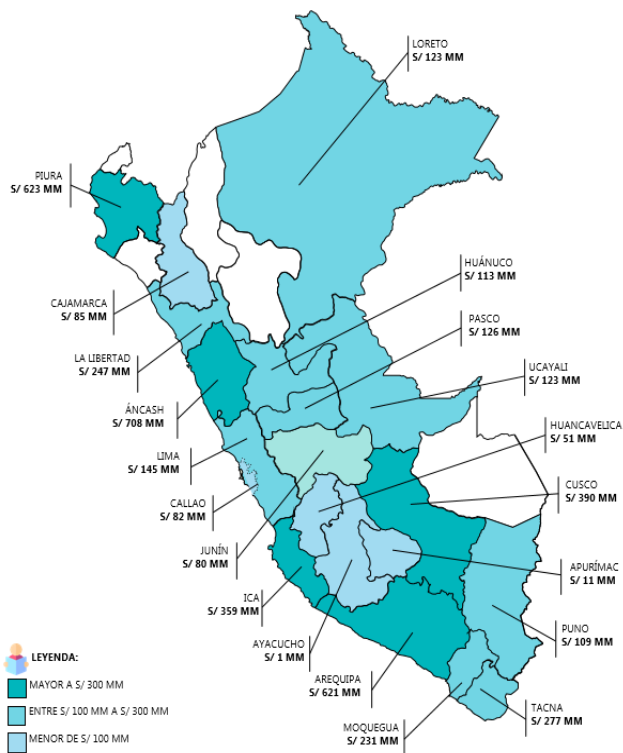 LORETO
S/ 123 MM
PIURA
S/ 623 MM
HUÁNUCO
S/ 113 MM
CAJAMARCA
S/ 85 MM
PASCO
S/ 126 MM
LA LIBERTAD
S/ 247 MM
UCAYALI
S/ 123 MM
ÁNCASH
S/ 708 MM
HUANCAVELICA
S/ 51 MM
LIMA
S/ 145 MM
CUSCO
S/ 390 MM
CALLAO
S/ 82 MM
JUNÍN
S/ 80 MM
APURÍMAC
S/ 11 MM
ICA
S/ 359 MM
PUNO
S/ 109 MM
AYACUCHO
S/ 1 MM
AREQUIPA
S/ 621 MM
TACNA
S/ 277 MM
MOQUEGUA
S/ 231 MM
LEYENDA:
MAYOR A S/ 300 MM
ENTRE S/ 100 MM A S/ 300 MM
MENOR DE S/ 100 MM